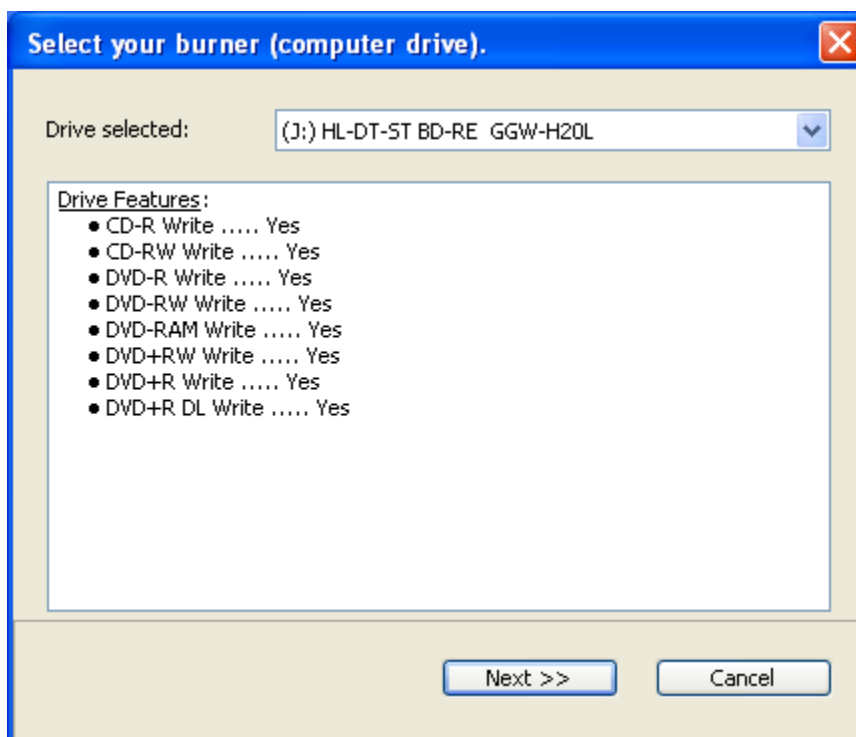 Select your burner (computer drive).
Drive selected: (J:) HL-DT-ST BD-RE  GGW-H20L
Drive Features:
● CD-R Write ..... Yes
● CD-RW Write ..... Yes
● DVD-R Write ..... Yes
● DVD-RW Write ..... Yes
● DVD-RAM Write ..... Yes
● DVD+RW Write ..... Yes
● DVD+R Write ..... Yes
● DVD+R DL Write ..... Yes
Next >> Cancel